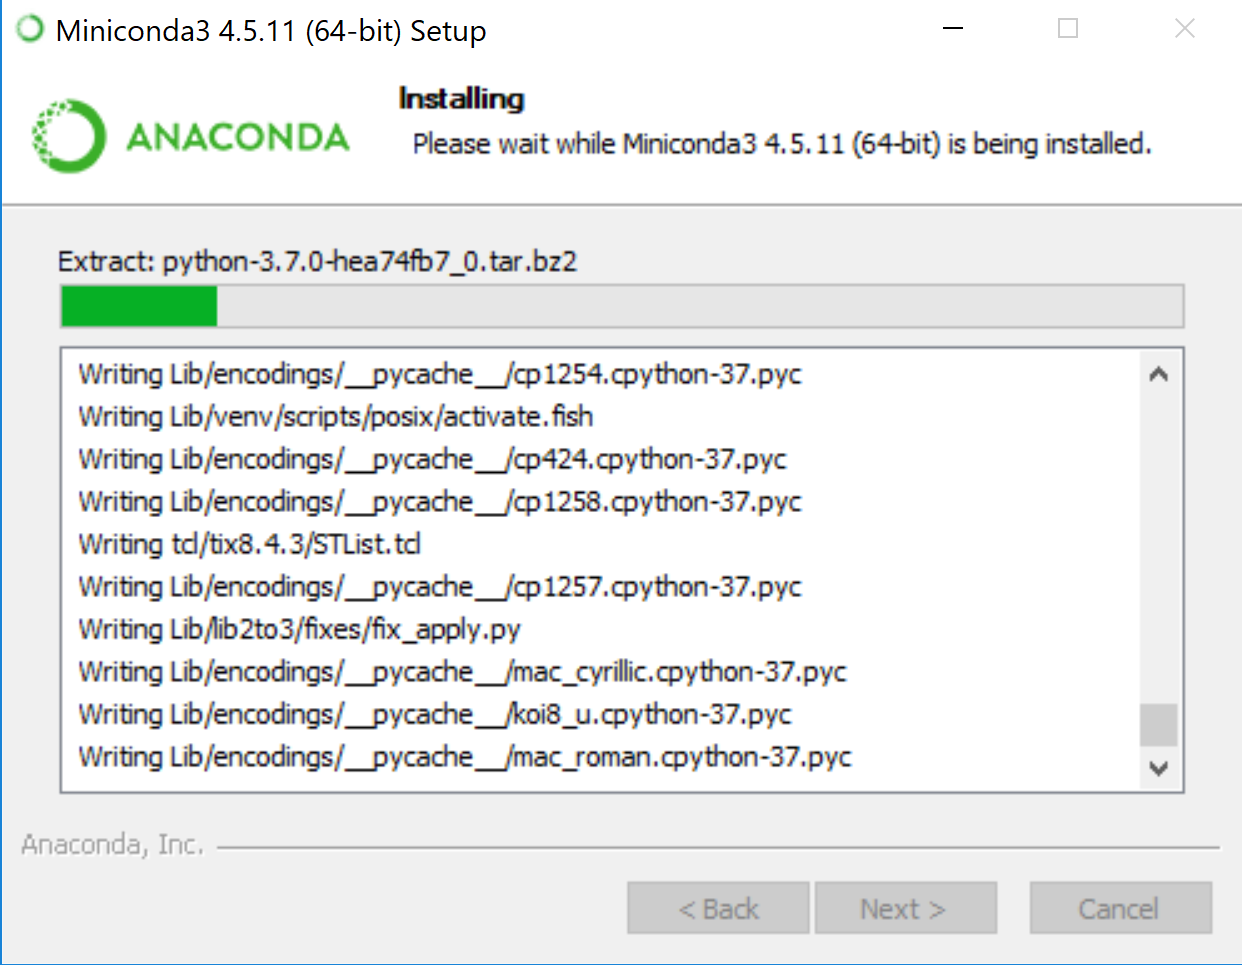 Miniconda3 4.5.11 (64-bit) Setup
ANACONDA
Installing
Please wait while Miniconda3 4.5.11 (64-bit) is being installed.
Extract: python-3.7.0-hea74fb7_0.tar.bz2
Writing Lib/encodings/__pycache__/cp1254.cpython-37.pyc
Writing Lib/venv/scripts/posix/activate.fish
Writing Lib/encodings/__pycache__/cp424.cpython-37.pyc
Writing Lib/encodings/__pycache__/cp1258.cpython-37.pyc
Writing tcl/tix8.4.3/STList.tcl
Writing Lib/encodings/__pycache__/cp1257.cpython-37.pyc
Writing Lib/lib2to3/fixes/fix_apply.py
Writing Lib/encodings/__pycache__/mac_cyrillic.cpython-37.pyc
Writing Lib/encodings/__pycache__/koi8_u.cpython-37.pyc
Writing Lib/encodings/__pycache__/mac_roman.cpython-37.pyc
Anaconda, Inc.
< Back Next > Cancel